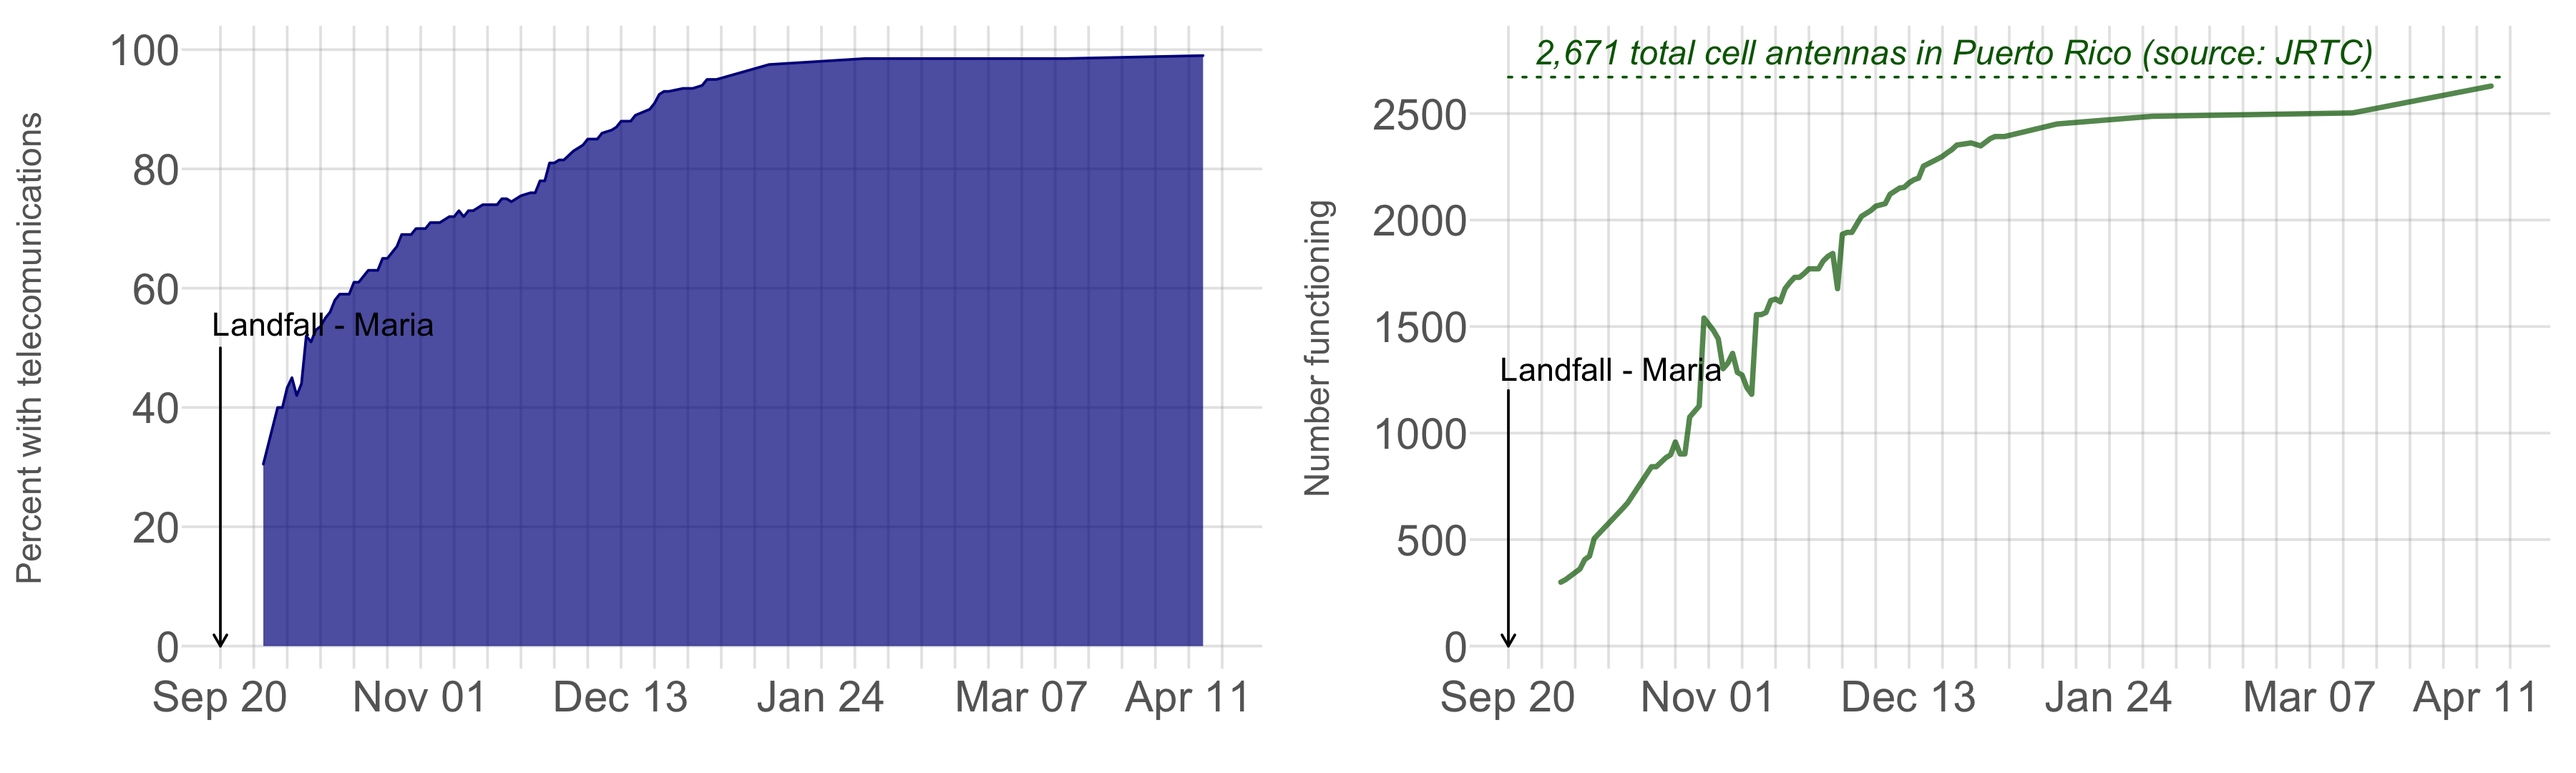 Percent with telecomunications
100
80
60
40
20
0
Landfall - Maria
Sep 20 Nov 01 Dec 13 Jan 24 Mar 07 Apr 11
2,671 total cell antennas in Puerto Rico (source: JRTC)
Number functioning
2500
2000
1500
1000
500
0
Landfall - Maria
Sep 20 Nov 01 Dec 13 Jan 24 Mar 07 Apr 11